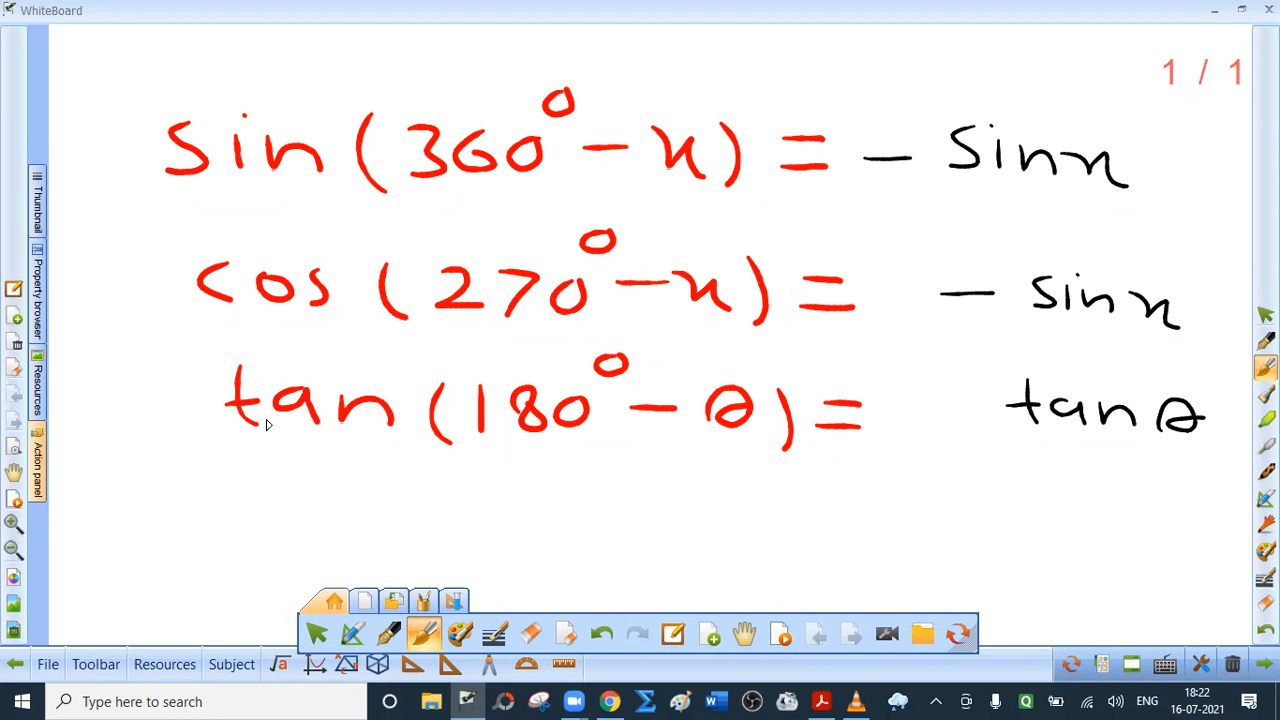 WhiteBoard
1 / 1
sin(360° - x) = - sinx
cos(270° - x) = - sinx
tan(180° - θ) = tanθ
Thumbnail
Property browser
Resources
Action panel
File Toolbar Resources Subject
Type here to search
ENG
18:22
16-07-2021